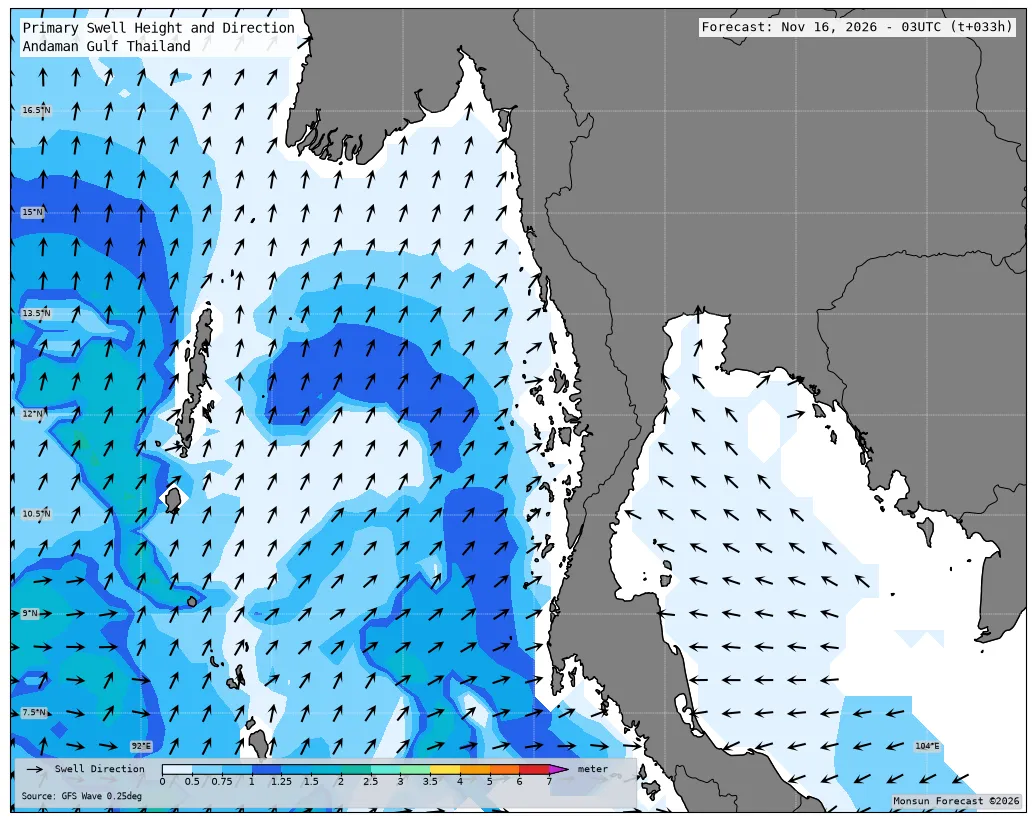 Primary Swell Height and Direction
Andaman Gulf Thailand
Forecast: Nov 16, 2026 - 03UTC (t+033h)
16.5°N
15°N
13.5°N
12°N
10.5°N
9°N
7.5°N
92°E
104°E
Swell Direction
meter
0 0.5 0.75 1 1.25 1.5 2 2.5 3 3.5 4 5 6 7
Source: GFS Wave 0.25deg
Monsun Forecast ©2026